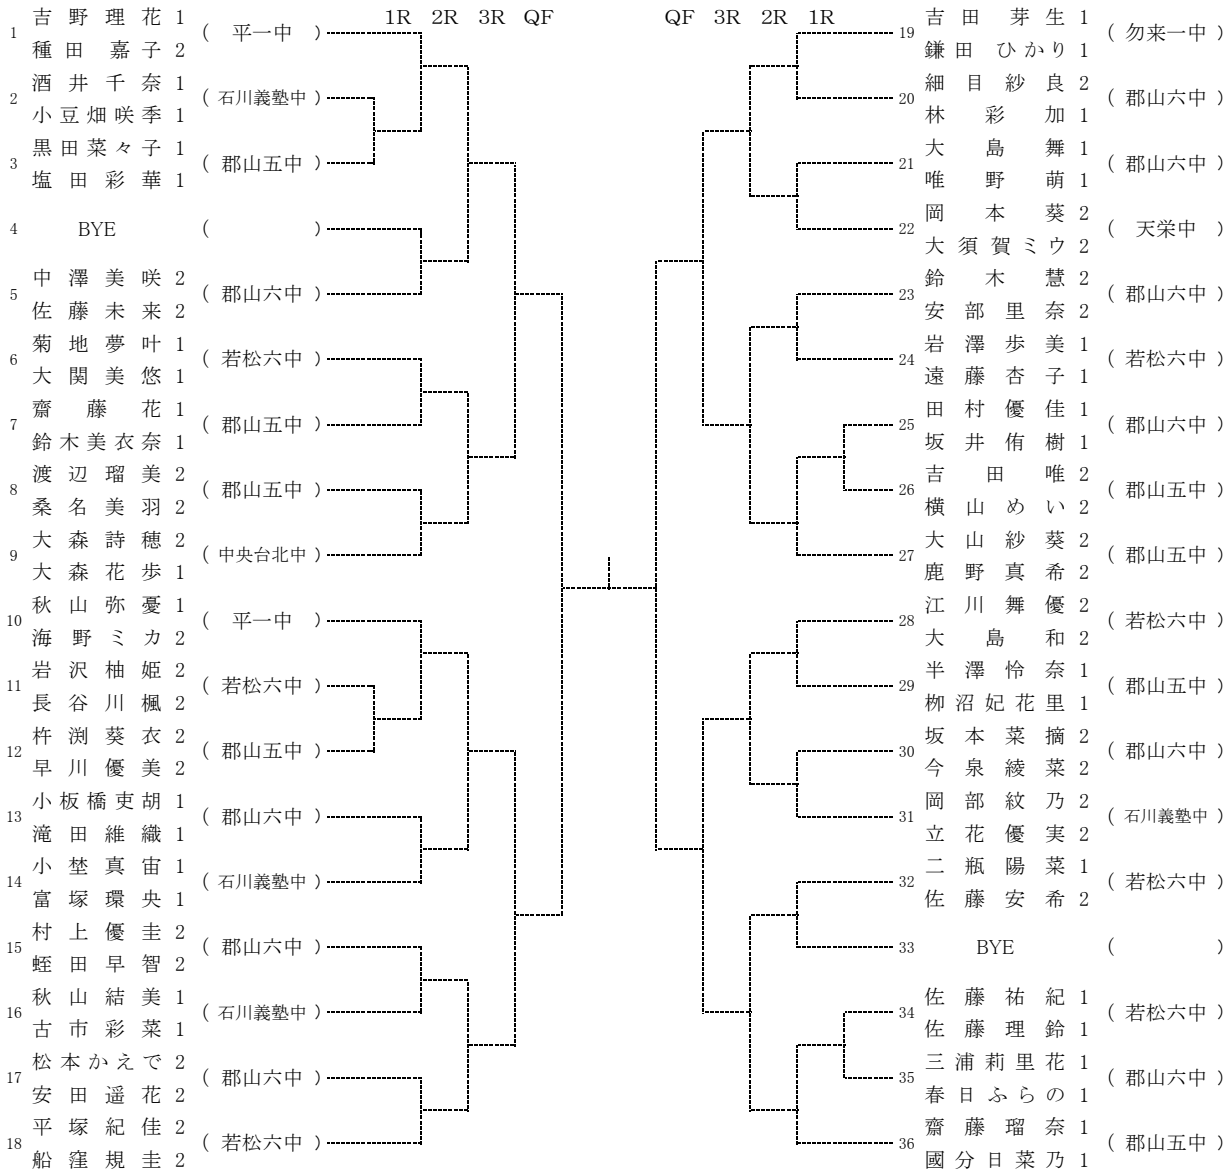 1R 2R 3R QF
QF 3R 2R 1R
吉野理花 1
1 (平一中)
種田嘉子 2
酒井千奈 1
2 (石川義塾中)
小豆畑咲季 1
黒田菜々子 1
3 (郡山五中)
塩田彩華 1
4 BYE ( )
中澤美咲 2
5 (郡山六中)
佐藤未来 2
菊地夢叶 1
6 (若松六中)
大関美悠 1
齋藤花 1
7 (郡山五中)
鈴木美衣奈 1
渡辺瑠美 2
8 (郡山五中)
桑名美羽 2
大森詩穂 2
9 (中央台北中)
大森花歩 1
秋山弥憂 1
10 (平一中)
海野ミカ 2
岩沢柚姫 2
11 (若松六中)
長谷川楓 2
杵渕葵衣 2
12 (郡山五中)
早川優美 2
小板橋吏胡 1
13 (郡山六中)
滝田維織 1
小埜真宙 1
14 (石川義塾中)
富塚環央 1
村上優圭 2
15 (郡山六中)
蛭田早智 2
秋山結美 1
16 (石川義塾中)
古市彩菜 1
松本かえで 2
17 (郡山六中)
安田遥花 2
平塚紀佳 2
18 (若松六中)
船窪規圭 2
吉田芽生 1
19 (勿来一中)
鎌田ひかり 1
細目紗良 2
20 (郡山六中)
林彩加 1
大島舞 1
21 (郡山六中)
唯野萌 1
岡本葵 2
22 (天栄中)
大須賀ミウ 2
鈴木慧 2
23 (郡山六中)
安部里奈 2
岩澤歩美 1
24 (若松六中)
遠藤杏子 1
田村優佳 1
25 (郡山六中)
坂井侑樹 1
吉田唯 2
26 (郡山五中)
横山めい 2
大山紗葵 2
27 (郡山五中)
鹿野真希 2
江川舞優 2
28 (若松六中)
大島和 2
半澤怜奈 1
29 (郡山五中)
栁沼妃花里 1
坂本菜摘 2
30 (郡山六中)
今泉綾菜 2
岡部紋乃 2
31 (石川義塾中)
立花優実 2
二瓶陽菜 1
32 (若松六中)
佐藤安希 2
33 BYE ( )
佐藤祐紀 1
34 (若松六中)
佐藤理鈴 1
三浦莉里花 1
35 (郡山六中)
春日ふらの 1
齋藤瑠奈 1
36 (郡山五中)
國分日菜乃 1